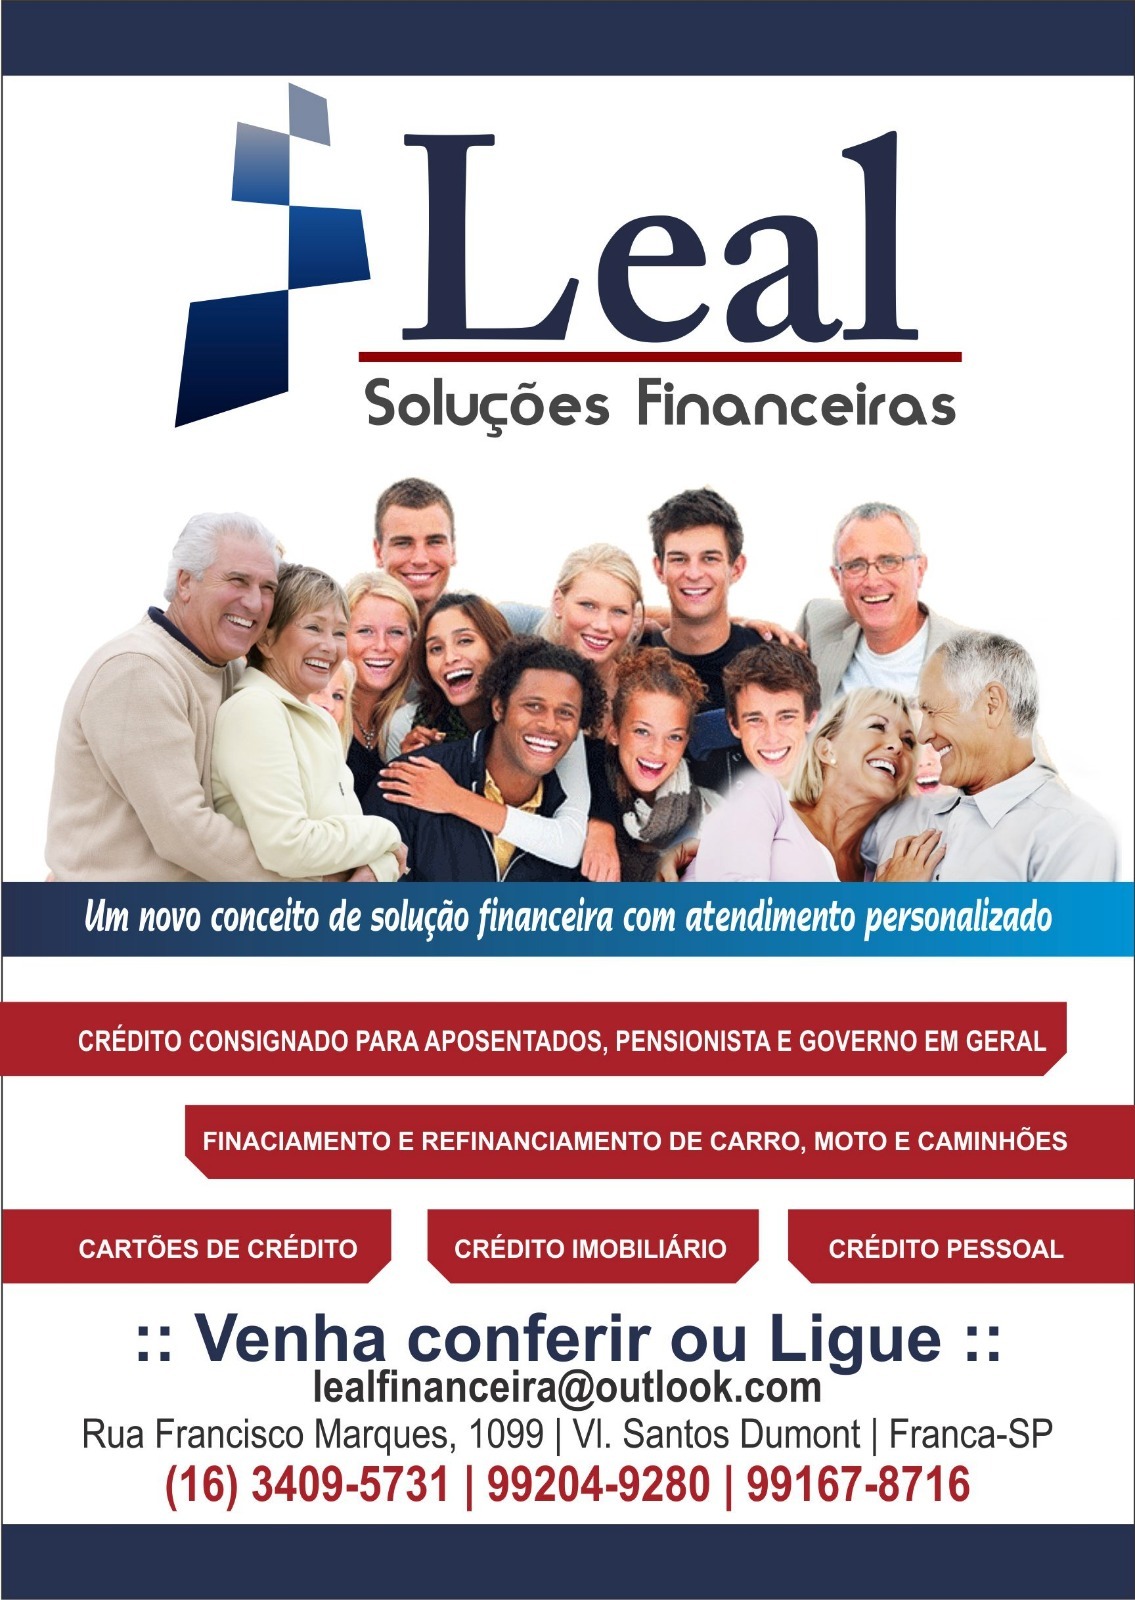 Leal
Soluções Financeiras
Um novo conceito de solução financeira com atendimento personalizado
CRÉDITO CONSIGNADO PARA APOSENTADOS, PENSIONISTA E GOVERNO EM GERAL
FINACIAMENTO E REFINANCIAMENTO DE CARRO, MOTO E CAMINHÕES
CARTÕES DE CRÉDITO
CRÉDITO IMOBILIÁRIO
CRÉDITO PESSOAL
:: Venha conferir ou Ligue ::
lealfinanceira@outlook.com
Rua Francisco Marques, 1099 | Vl. Santos Dumont | Franca-SP
(16) 3409-5731 | 99204-9280 | 99167-8716